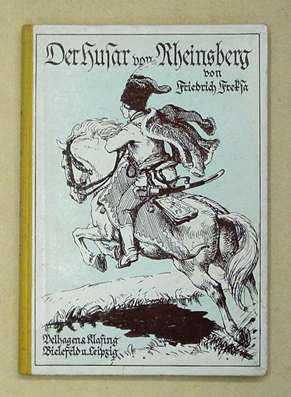 Der Husar von Rheinsberg
von
Friedrich Freksa
Velhagen & Klasing
Bielefeld u. Leipzig